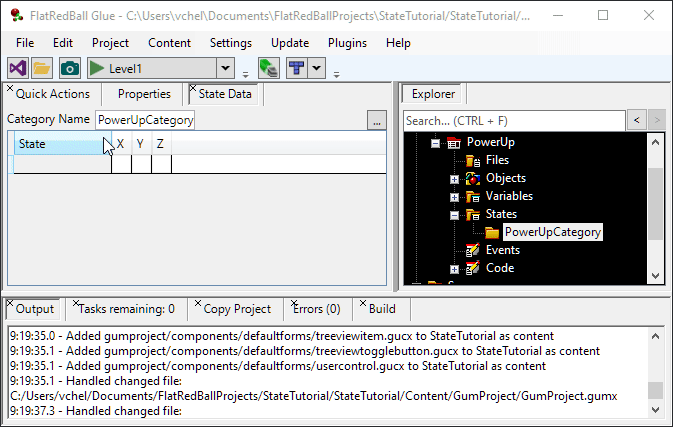 FlatRedBall Glue - C:\Users\vchel\Documents\FlatRedBallProjects\StateTutorial\StateTutorial/...
File Project Content Settings Update Plugins Help
Level1
Quick Actions Properties State Data
Category Name PowerUpCategory ...
State X Y Z
Explorer
Search... (CTRL + F) < >
PowerUp
Files
Objects
Variables
States
PowerUpCategory
Events
Code
Output Tasks remaining: 0 Copy Project Errors (0) Build
9:19:35.0 - Added gumproject/components/defaultforms/treeviewitem.gucx to StateTutorial as content
9:19:35.1 - Added gumproject/components/defaultforms/treeviewtogglebutton.gucx to StateTutorial as content
9:19:35.1 - Added gumproject/components/defaultforms/usercontrol.gucx to StateTutorial as content
9:19:35.1 - Handled changed file:
C:/Users/vchel/Documents/FlatRedBallProjects/StateTutorial/StateTutorial/Content/GumProject/GumProject.gumx
9:19:37.3 - Handled changed file: